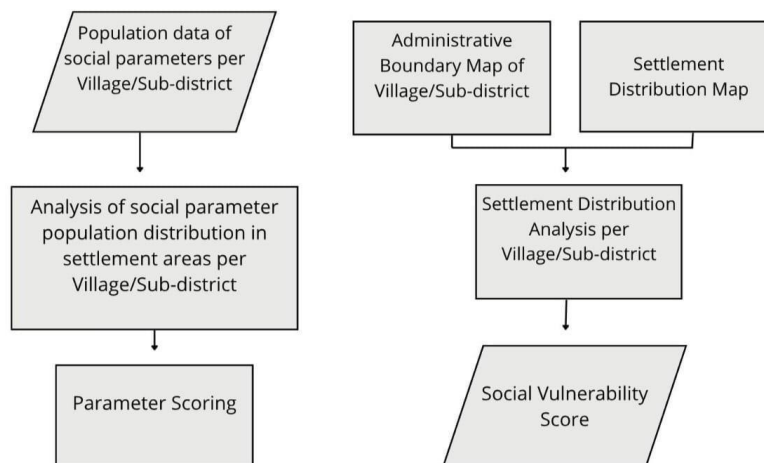 Population data of
social parameters per
Village/Sub-district
Analysis of social parameter
population distribution in
settlement areas per
Village/Sub-district
Parameter Scoring
Administrative
Boundary Map of
Village/Sub-district
Settlement
Distribution Map
Settlement Distribution
Analysis per
Village/Sub-district
Social Vulnerability
Score